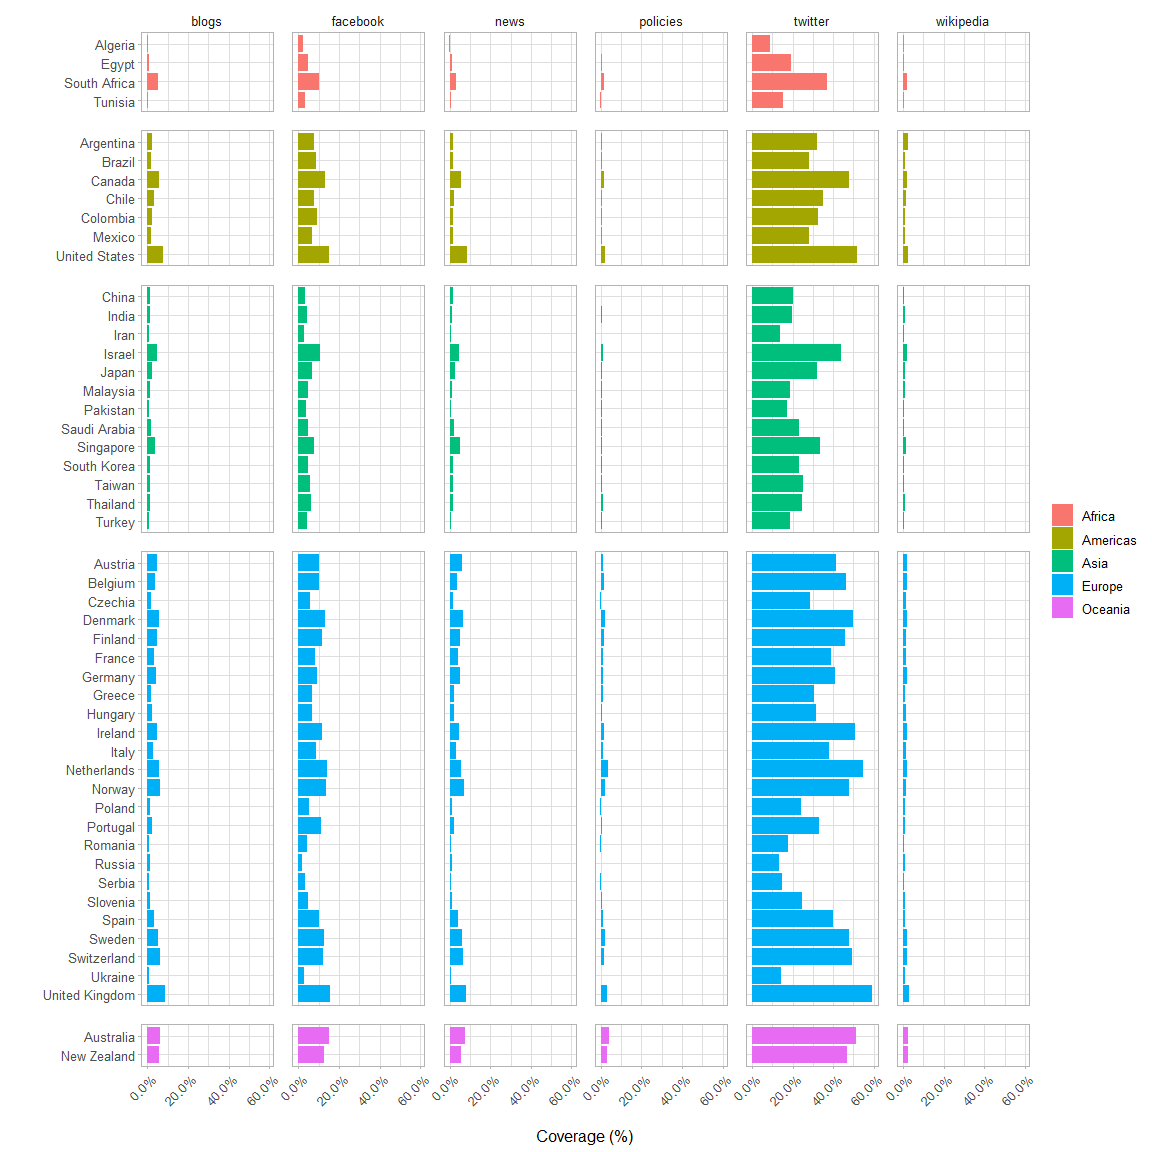 blogs facebook news policies twitter wikipedia
Algeria
Egypt
South Africa
Tunisia
Argentina
Brazil
Canada
Chile
Colombia
Mexico
United States
China
India
Iran
Israel
Japan
Malaysia
Pakistan
Saudi Arabia
Singapore
South Korea
Taiwan
Thailand
Turkey
Austria
Belgium
Czechia
Denmark
Finland
France
Germany
Greece
Hungary
Ireland
Italy
Netherlands
Norway
Poland
Portugal
Romania
Russia
Serbia
Slovenia
Spain
Sweden
Switzerland
Ukraine
United Kingdom
Australia
New Zealand
0.0% 20.0% 40.0% 60.0% 0.0% 20.0% 40.0% 60.0% 0.0% 20.0% 40.0% 60.0% 0.0% 20.0% 40.0% 60.0% 0.0% 20.0% 40.0% 60.0% 0.0% 20.0% 40.0% 60.0%
Coverage (%)
Africa
Americas
Asia
Europe
Oceania